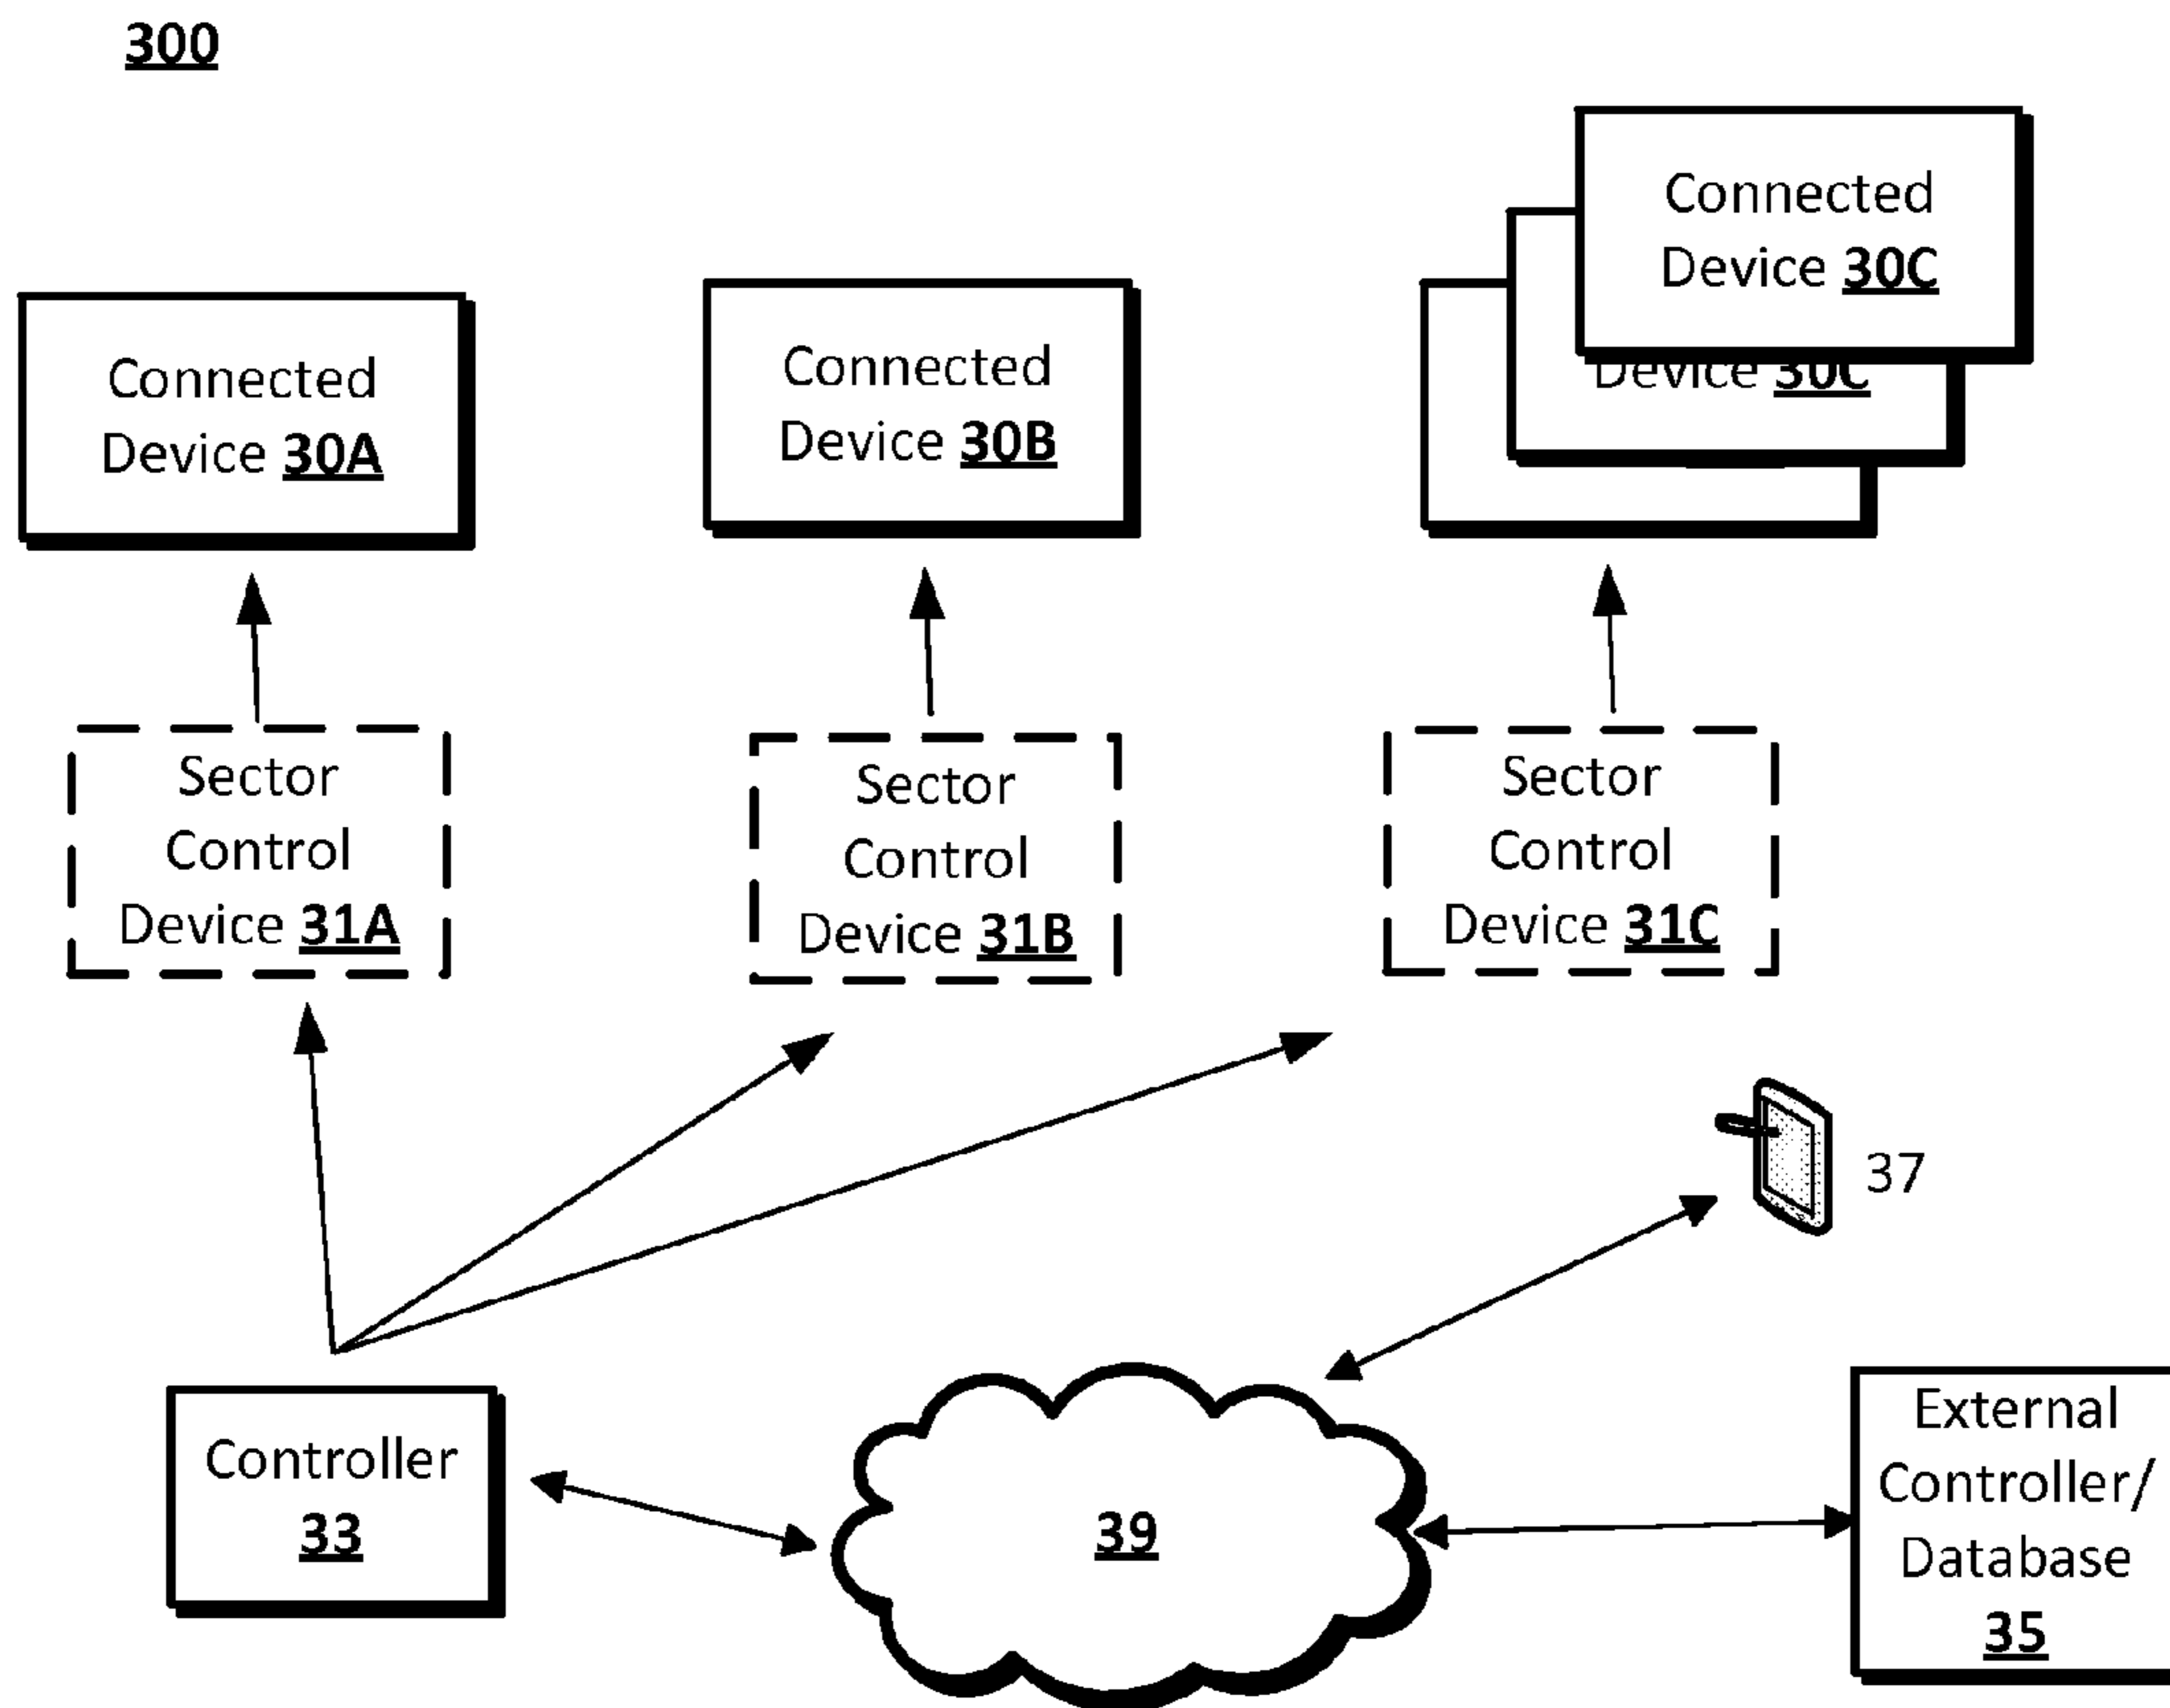 300
Connected
Device 30C
Device 30C
Connected
Device 30A
Connected
Device 30B
Sector
Control
Device 31A
Sector
Control
Device 31B
Sector
Control
Device 31C
37
Controller
33
39
External
Controller/
Database
35